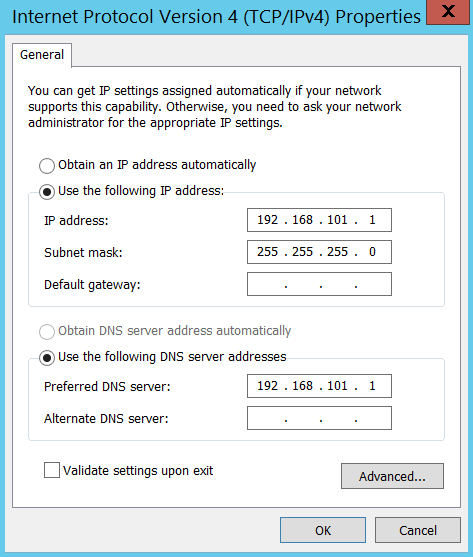 Internet Protocol Version 4 (TCP/IPv4) Properties
X
General
You can get IP settings assigned automatically if your network
supports this capability. Otherwise, you need to ask your network
administrator for the appropriate IP settings.
Obtain an IP address automatically
Use the following IP address:
IP address: 192 . 168 . 101 . 1
Subnet mask: 255 . 255 . 255 . 0
Default gateway: . . .
Obtain DNS server address automatically
Use the following DNS server addresses
Preferred DNS server: 192 . 168 . 101 . 1
Alternate DNS server: . . .
Validate settings upon exit
Advanced...
OK Cancel